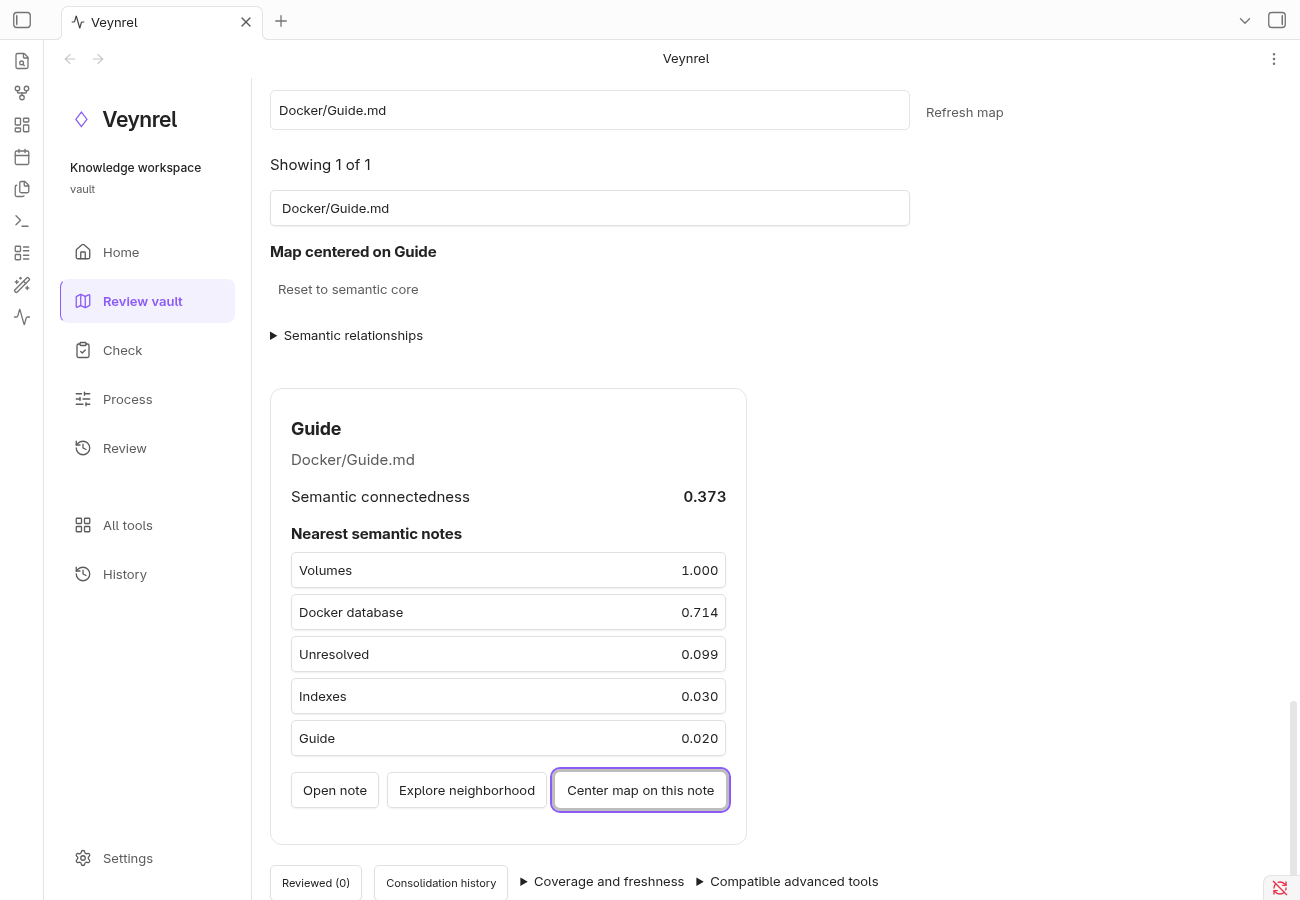 Veynrel
Veynrel
Veynrel
Knowledge workspace
vault
Home
Review vault
Check
Process
Review
All tools
History
Settings
Docker/Guide.md
Refresh map
Showing 1 of 1
Docker/Guide.md
Map centered on Guide
Reset to semantic core
Semantic relationships
Guide
Docker/Guide.md
Semantic connectedness 0.373
Nearest semantic notes
Volumes 1.000
Docker database 0.714
Unresolved 0.099
Indexes 0.030
Guide 0.020
Open note
Explore neighborhood
Center map on this note
Reviewed (0)
Consolidation history
Coverage and freshness
Compatible advanced tools